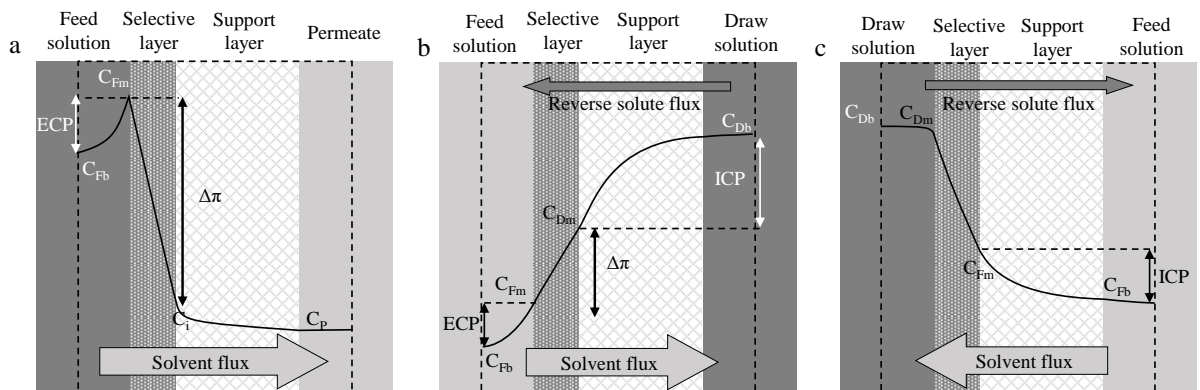 a
Feed
solution
Selective
layer
Support
layer
Permeate
C_Fm
ECP
C_Fb
Δπ
C_i
C_P
Solvent flux
b
Feed
solution
Selective
layer
Support
layer
Draw
solution
Reverse solute flux
C_Db
ICP
C_Dm
Δπ
C_Fm
ECP
C_Fb
Solvent flux
c
Draw
solution
Selective
layer
Support
layer
Feed
solution
Reverse solute flux
C_Db
C_Dm
C_Fm
C_Fb
ICP
Solvent flux